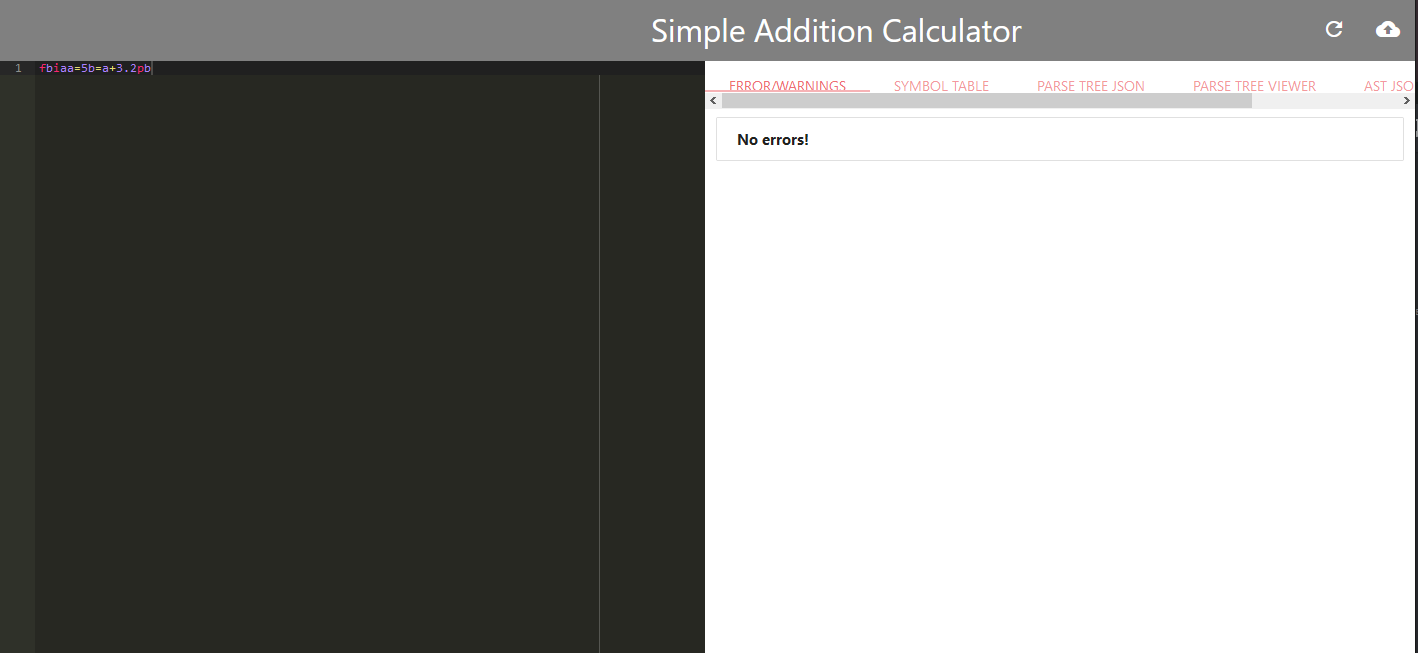 Simple Addition Calculator
1 fbiaa=5b=a+3.2pb
ERROR/WARNINGS SYMBOL TABLE PARSE TREE JSON PARSE TREE VIEWER AST JSO
No errors!